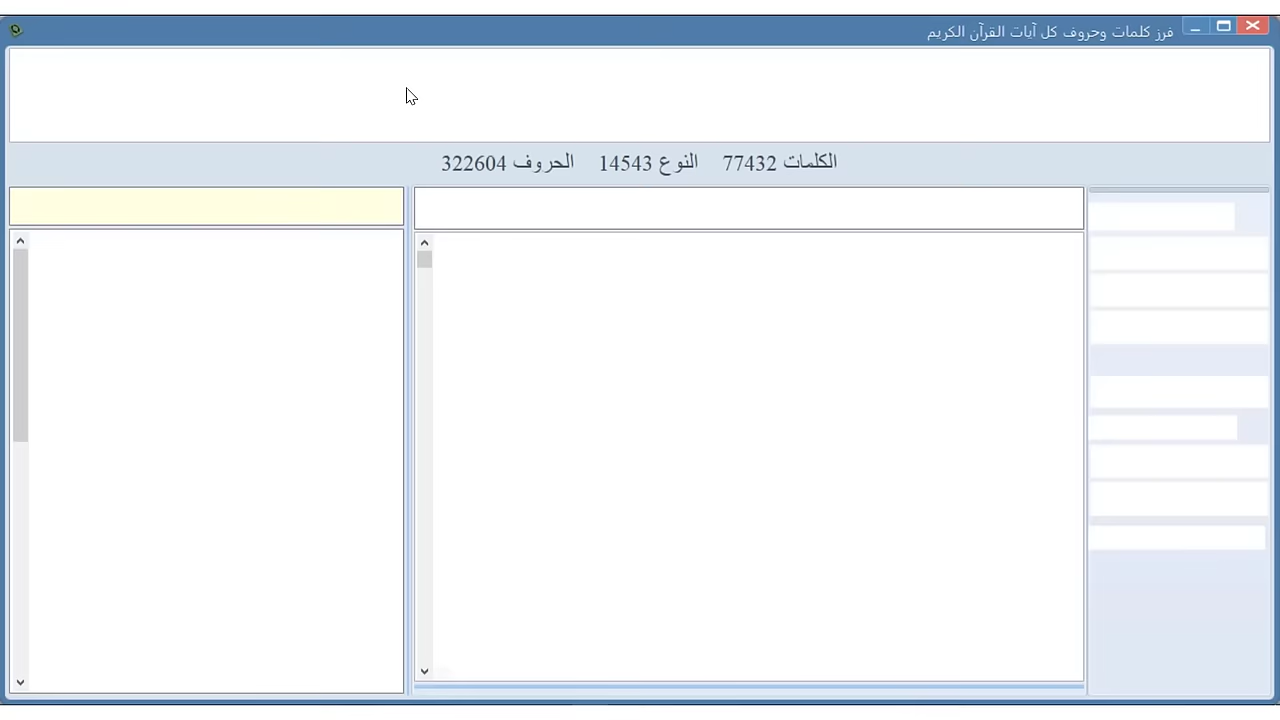 فرز كلمات وحروف كل آيات القرآن الكريم
الكلمات 77432 النوع 14543 الحروف 322604